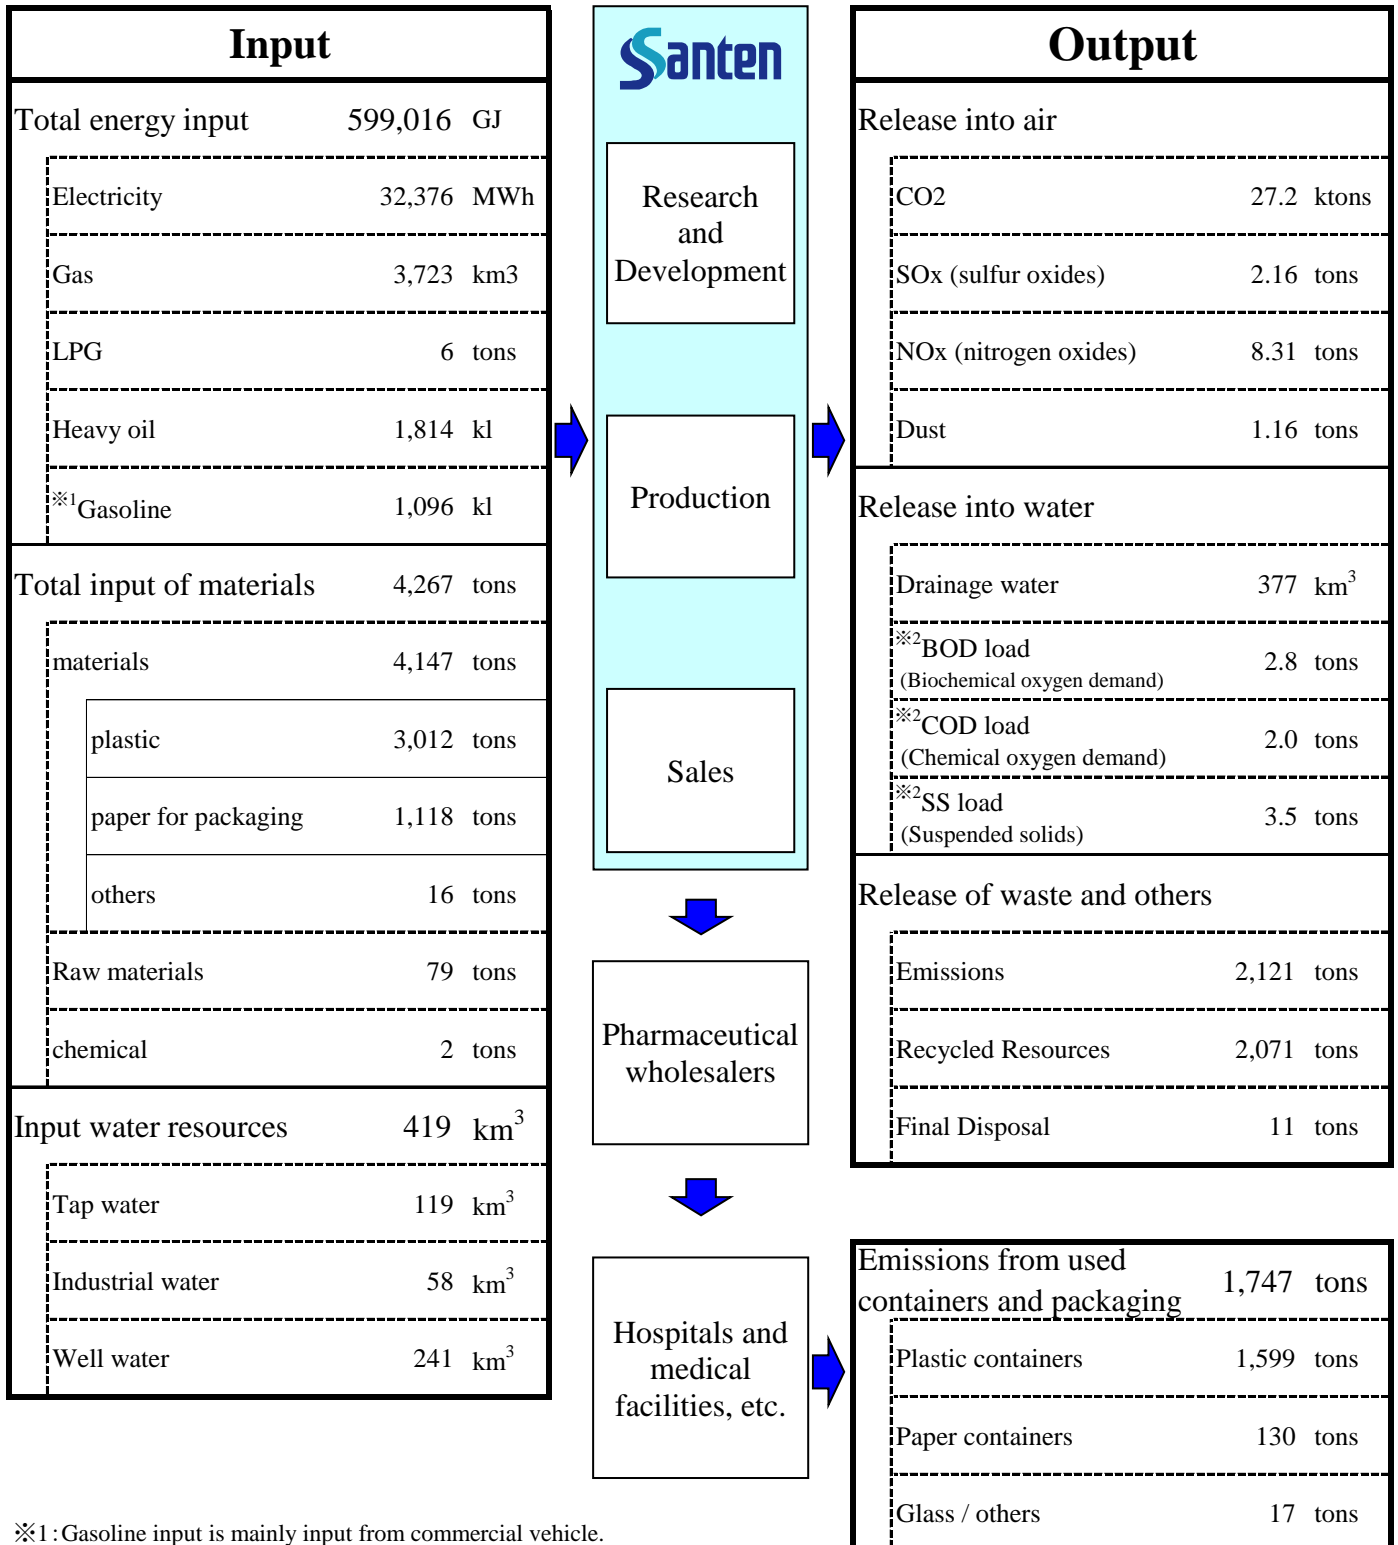 Input
Total energy input 599,016 GJ
Electricity 32,376 MWh
Gas 3,723 km3
LPG 6 tons
Heavy oil 1,814 kl
※1Gasoline 1,096 kl
Total input of materials 4,267 tons
materials 4,147 tons
plastic 3,012 tons
paper for packaging 1,118 tons
others 16 tons
Raw materials 79 tons
chemical 2 tons
Input water resources 419 km³
Tap water 119 km³
Industrial water 58 km³
Well water 241 km³
Santen
Research
and
Development
Production
Sales
Pharmaceutical
wholesalers
Hospitals and
medical
facilities, etc.
Output
Release into air
CO2 27.2 ktons
SOx (sulfur oxides) 2.16 tons
NOx (nitrogen oxides) 8.31 tons
Dust 1.16 tons
Release into water
Drainage water 377 km³
※2BOD load
(Biochemical oxygen demand) 2.8 tons
※2COD load
(Chemical oxygen demand) 2.0 tons
※2SS load
(Suspended solids) 3.5 tons
Release of waste and others
Emissions 2,121 tons
Recycled Resources 2,071 tons
Final Disposal 11 tons
Emissions from used
containers and packaging 1,747 tons
Plastic containers 1,599 tons
Paper containers 130 tons
Glass / others 17 tons
※1:Gasoline input is mainly input from commercial vehicle.